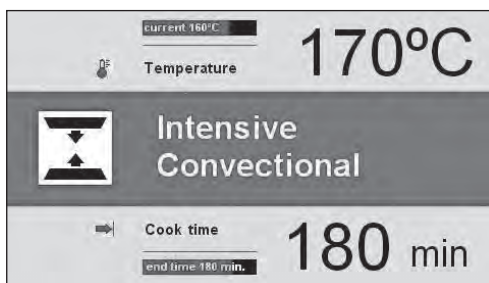 current 160°C
Temperature
170ºC
Intensive
Convectional
Cook time
180 min
end time 180 min.